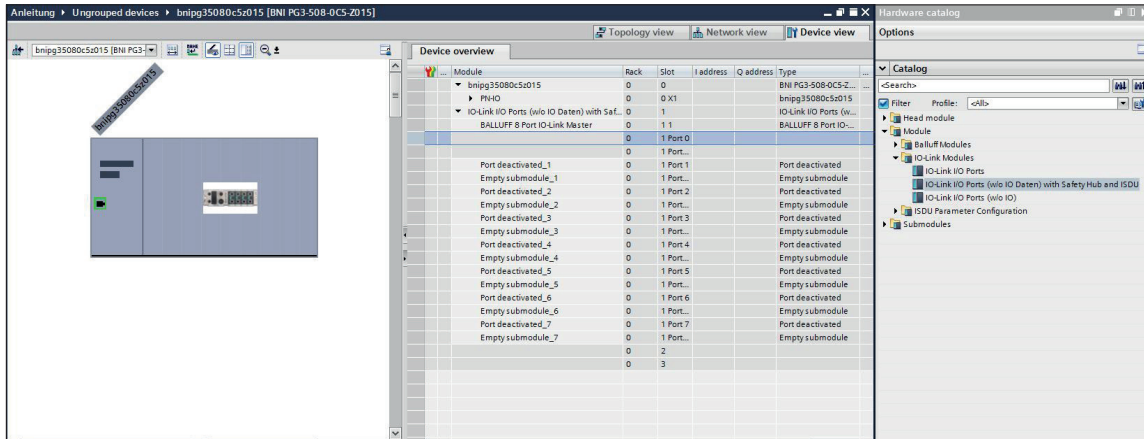 Anleitung ▸ Ungrouped devices ▸ bnipg35080c5z015 [BNI PG3-508-0C5-Z015]
Topology view Network view Device view
bnipg35080c5z015 [BNI PG3-
bnipg35080c5z015
Device overview
... Module Rack Slot I address Q address Type ...
bnipg35080c5z015 0 0 BNI PG3-508-0C5-Z... ...
PN-IO 0 0 X1 bnipg35080c5z015
IO-Link I/O Ports (w/o IO Daten) with Saf... 0 1 IO-Link I/O Ports (w...
BALLUFF 8 Port IO-Link Master 0 1 1 BALLUFF 8 Port IO-...
0 1 Port 0
0 1 Port...
Port deactivated_1 0 1 Port 1 Port deactivated
Empty submodule_1 0 1 Port... Empty submodule
Port deactivated_2 0 1 Port 2 Port deactivated
Empty submodule_2 0 1 Port... Empty submodule
Port deactivated_3 0 1 Port 3 Port deactivated
Empty submodule_3 0 1 Port... Empty submodule
Port deactivated_4 0 1 Port 4 Port deactivated
Empty submodule_4 0 1 Port... Empty submodule
Port deactivated_5 0 1 Port 5 Port deactivated
Empty submodule_5 0 1 Port... Empty submodule
Port deactivated_6 0 1 Port 6 Port deactivated
Empty submodule_6 0 1 Port... Empty submodule
Port deactivated_7 0 1 Port 7 Port deactivated
Empty submodule_7 0 1 Port... Empty submodule
0 2
0 3
Hardware catalog
Options
Catalog
<Search>
Filter Profile: <All>
Head module
Module
Balluff Modules
IO-Link Modules
IO-Link I/O Ports
IO-Link I/O Ports (w/o IO Daten) with Safety Hub and ISDU
IO-Link I/O Ports (w/o IO)
ISDU Parameter Configuration
Submodules